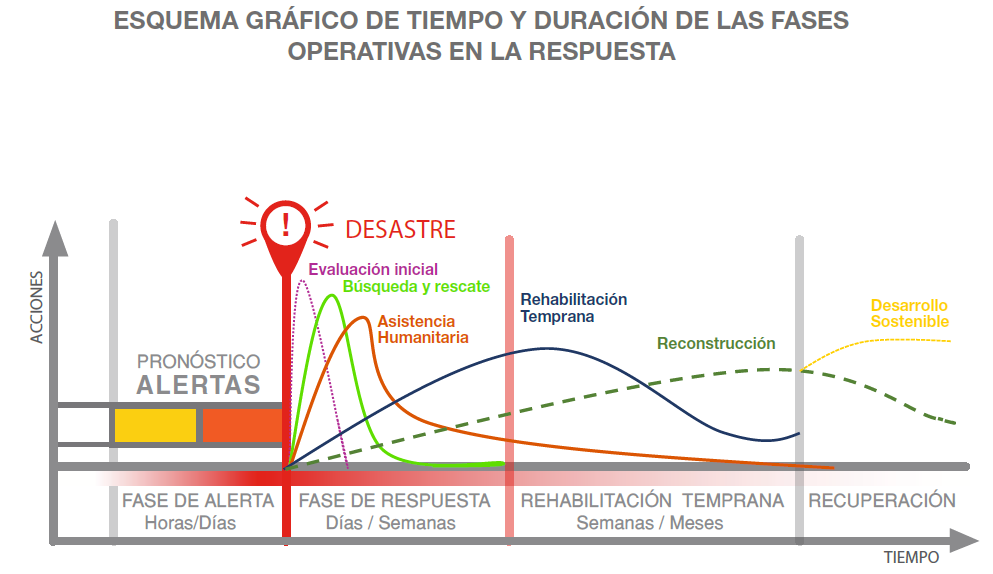 ESQUEMA GRÁFICO DE TIEMPO Y DURACIÓN DE LAS FASES
OPERATIVAS EN LA RESPUESTA
!
DESASTRE
Evaluación inicial
Búsqueda y rescate
Asistencia
Humanitaria
Rehabilitación
Temprana
Reconstrucción
Desarrollo
Sostenible
ACCIONES
PRONÓSTICO
ALERTAS
FASE DE ALERTA
Horas/Días
FASE DE RESPUESTA
Días / Semanas
REHABILITACIÓN TEMPRANA
Semanas / Meses
RECUPERACIÓN
TIEMPO